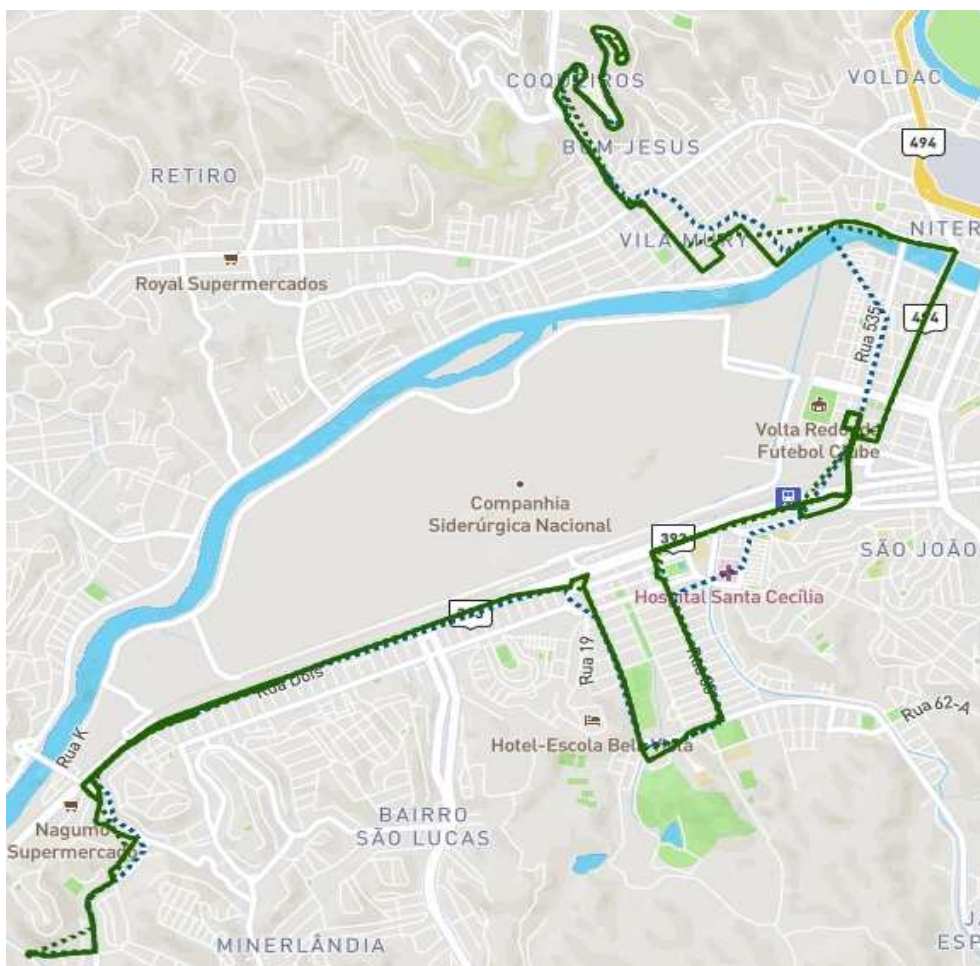 COQUEIROS
VOLDAC
494
BOM JESUS
RETIRO
VILA MURY
NITER
Royal Supermercados
494
Rua 535
Volta Redonda
Futebol Clube
Companhia
Siderúrgica Nacional
393
SÃO JOÃO
Hospital Santa Cecília
393
Rua 19
Rua Dois
Rua 62-A
Rua K
Hotel-Escola Bela Vista
Nagumo
Supermercado
BAIRRO
SÃO LUCAS
MINERLÂNDIA
JA
ESP